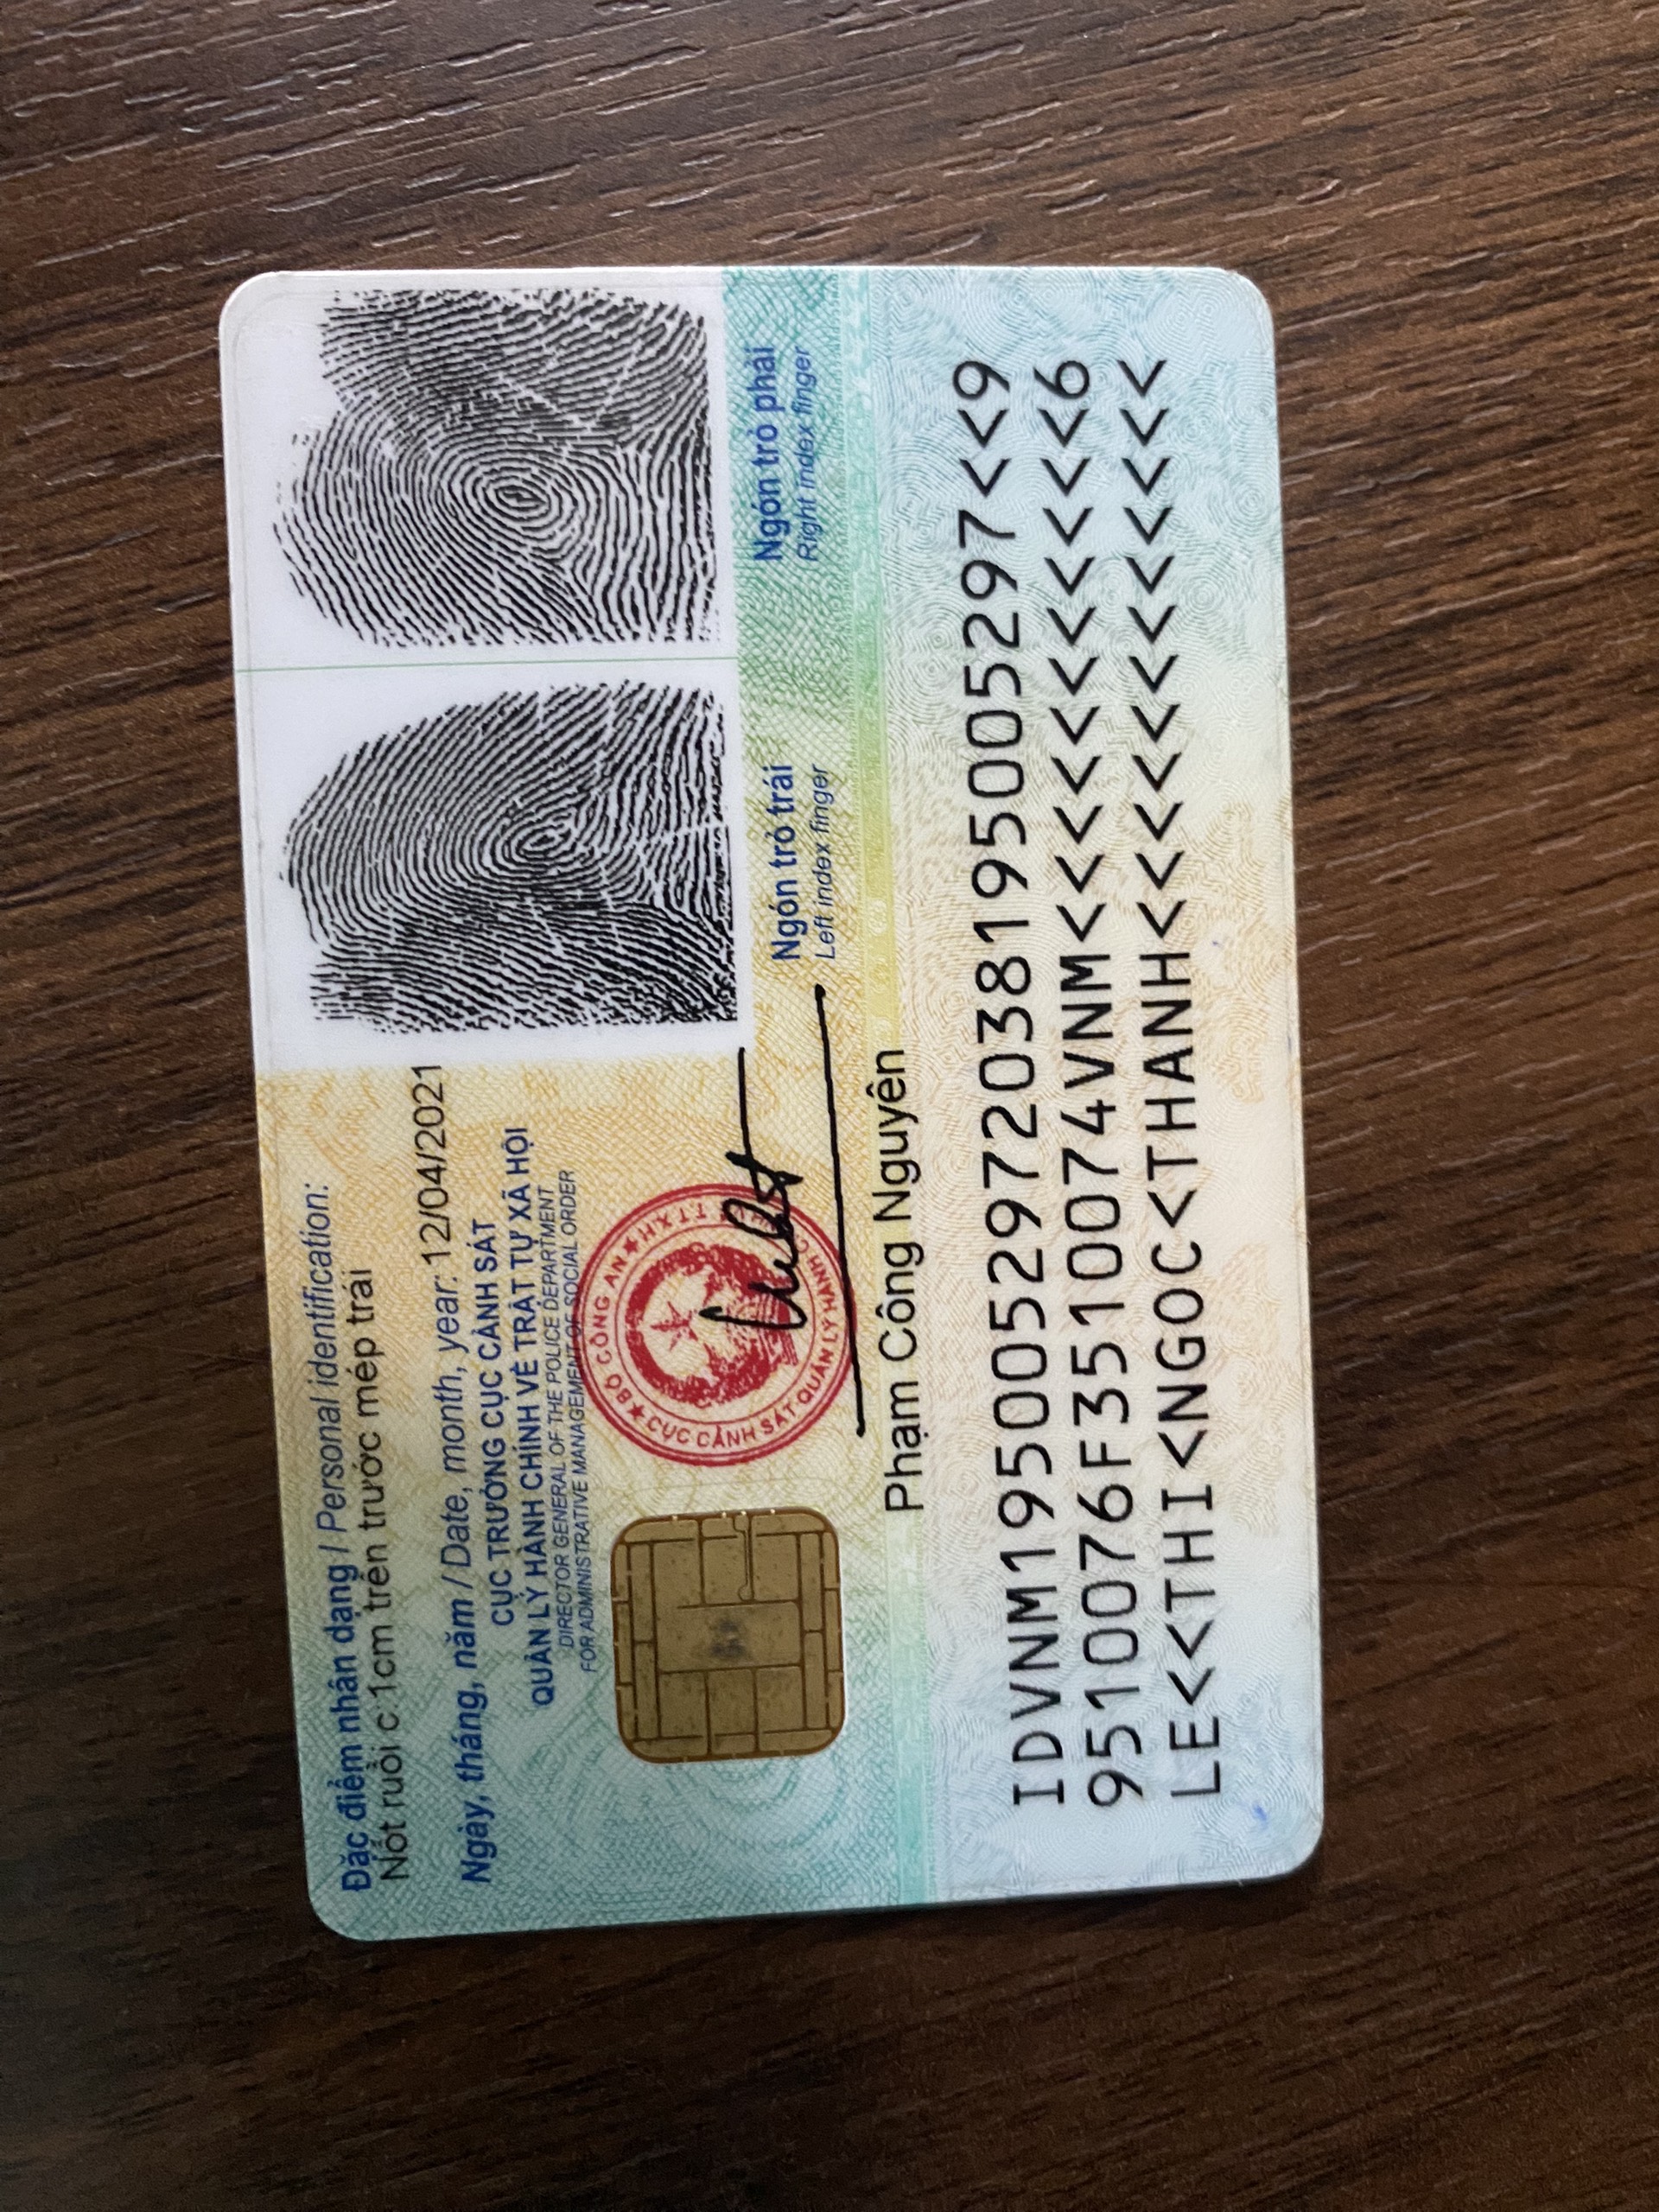 Đặc điểm nhân dạng / Personal identification:
Nốt ruồi c 1cm trên trước mép trái
Ngày, tháng, năm / Date, month, year: 12/04/2021
CỤC TRƯỞNG CỤC CẢNH SÁT
QUẢN LÝ HÀNH CHÍNH VỀ TRẬT TỰ XÃ HỘI
DIRECTOR GENERAL OF THE POLICE DEPARTMENT
FOR ADMINISTRATIVE MANAGEMENT OF SOCIAL ORDER
BỘ CÔNG AN
CỤC CẢNH SÁT QUẢN LÝ HÀNH
Phạm Công Nguyên
Ngón trỏ trái
Left index finger
Ngón trỏ phải
Right index finger
IDVNM1950052972038195005297<<9
9510076F3510074VNM<<<<<<<<<<<6
LE<<THI<NGOC<THANH<<<<<<<<<<<<